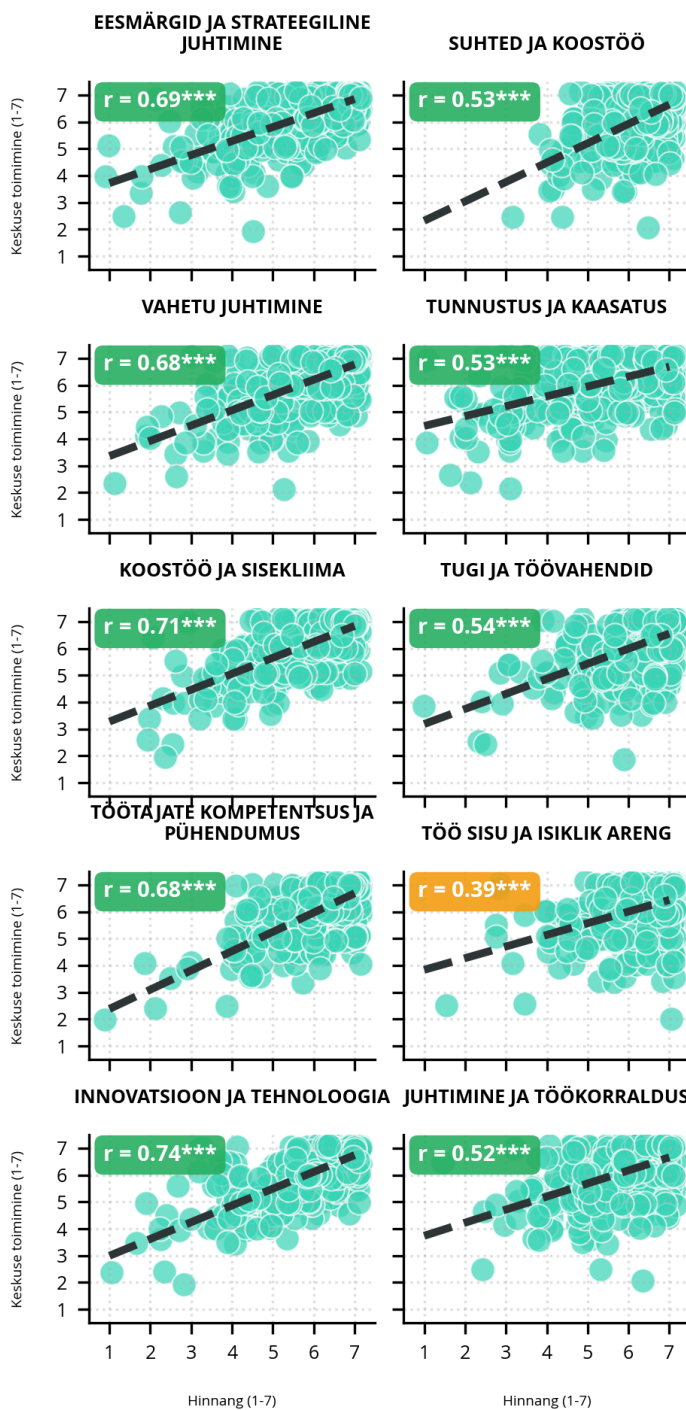 EESMÄRGID JA STRATEEGILINE
JUHTIMINE
SUHTED JA KOOSTÖÖ
Keskuse toimimine (1-7)
7
6
5
4
3
2
1
r = 0.69***
r = 0.53***
VAHETU JUHTIMINE
TUNNUSTUS JA KAASATUS
Keskuse toimimine (1-7)
7
6
5
4
3
2
1
r = 0.68***
r = 0.53***
KOOSTÖÖ JA SISEKLIIMA
TUGI JA TÖÖVAHENDID
Keskuse toimimine (1-7)
7
6
5
4
3
2
1
r = 0.71***
r = 0.54***
TÖÖTAJATE KOMPETENTSUS JA
PÜHENDUMUS
TÖÖ SISU JA ISIKLIK ARENG
Keskuse toimimine (1-7)
7
6
5
4
3
2
1
r = 0.68***
r = 0.39***
INNOVATSIOON JA TEHNOLOOGIA
JUHTIMINE JA TÖÖKORRALDUS
Keskuse toimimine (1-7)
7
6
5
4
3
2
1
r = 0.74***
r = 0.52***
1 2 3 4 5 6 7
1 2 3 4 5 6 7
Hinnang (1-7)
Hinnang (1-7)